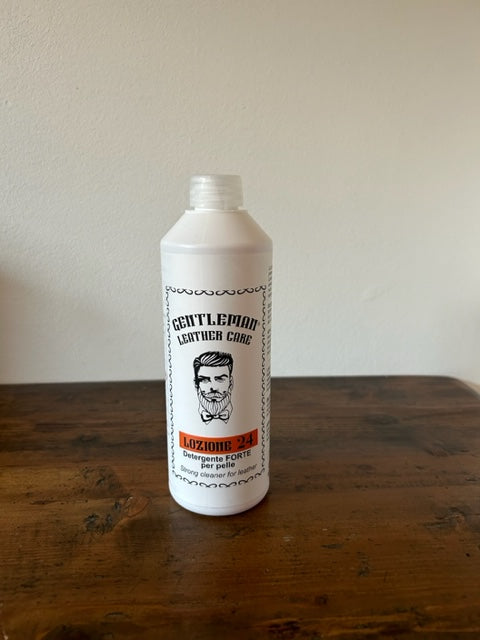 GENTLEMAN
LEATHER CARE
LOZIONE 24
Detergente FORTE
per pelle
Strong cleaner for leather